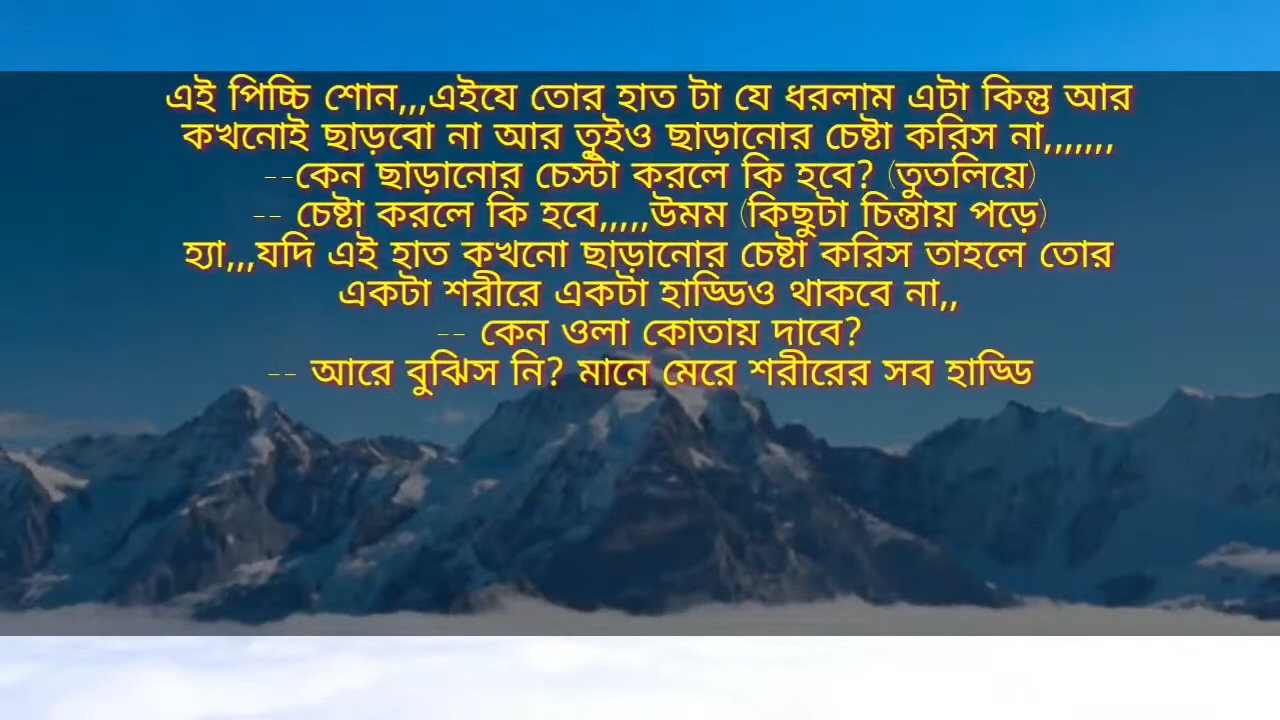 এই পিচ্চি শোন,,,এইযে তোর হাত টা যে ধরলাম এটা কিন্তু আর
কখনোই ছাড়বো না আর তুইও ছাড়ানোর চেষ্টা করিস না,,,,,,,
--কেন ছাড়ানোর চেস্টা করলে কি হবে? (তুতলিয়ে)
-- চেষ্টা করলে কি হবে,,,,,উমম (কিছুটা চিন্তায় পড়ে)
হ্যা,,,যদি এই হাত কখনো ছাড়ানোর চেষ্টা করিস তাহলে তোর
একটা শরীরে একটা হাড্ডিও থাকবে না,,
-- কেন ওলা কোতায় দাবে?
-- আরে বুঝিস নি? মানে মেরে শরীরের সব হাড্ডি